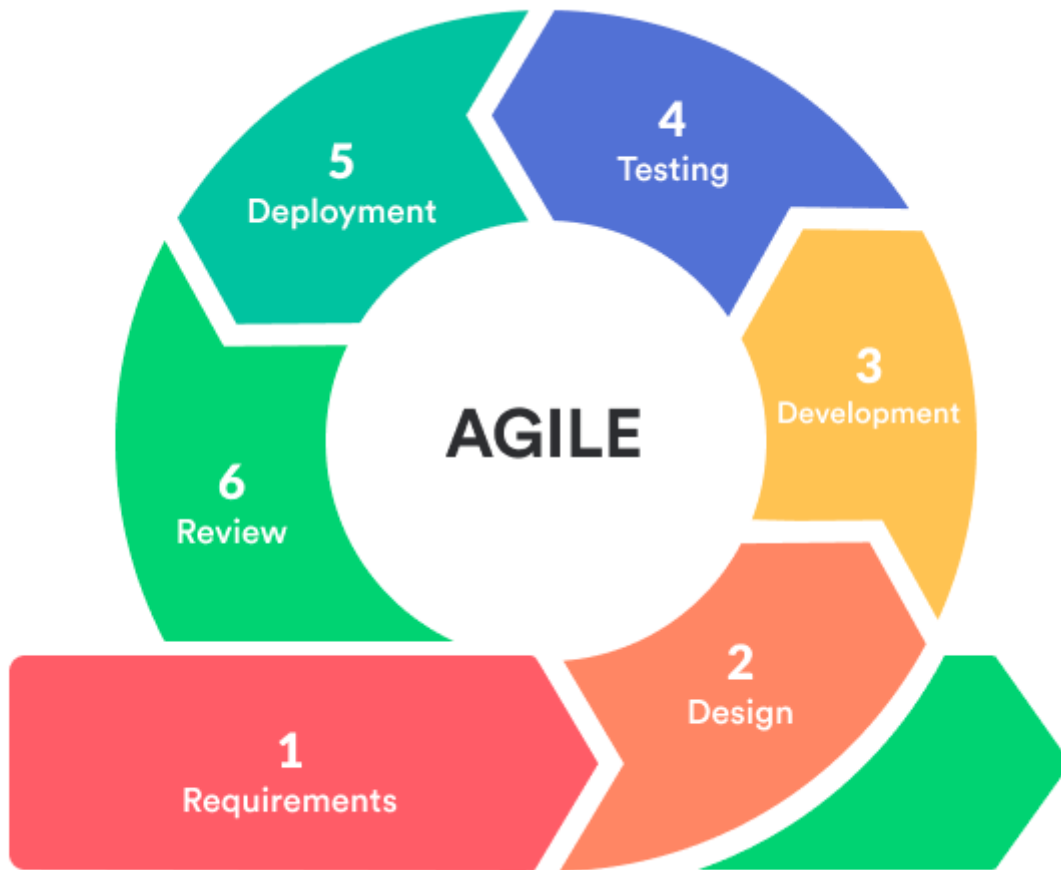 AGILE
1
Requirements
2
Design
3
Development
4
Testing
5
Deployment
6
Review